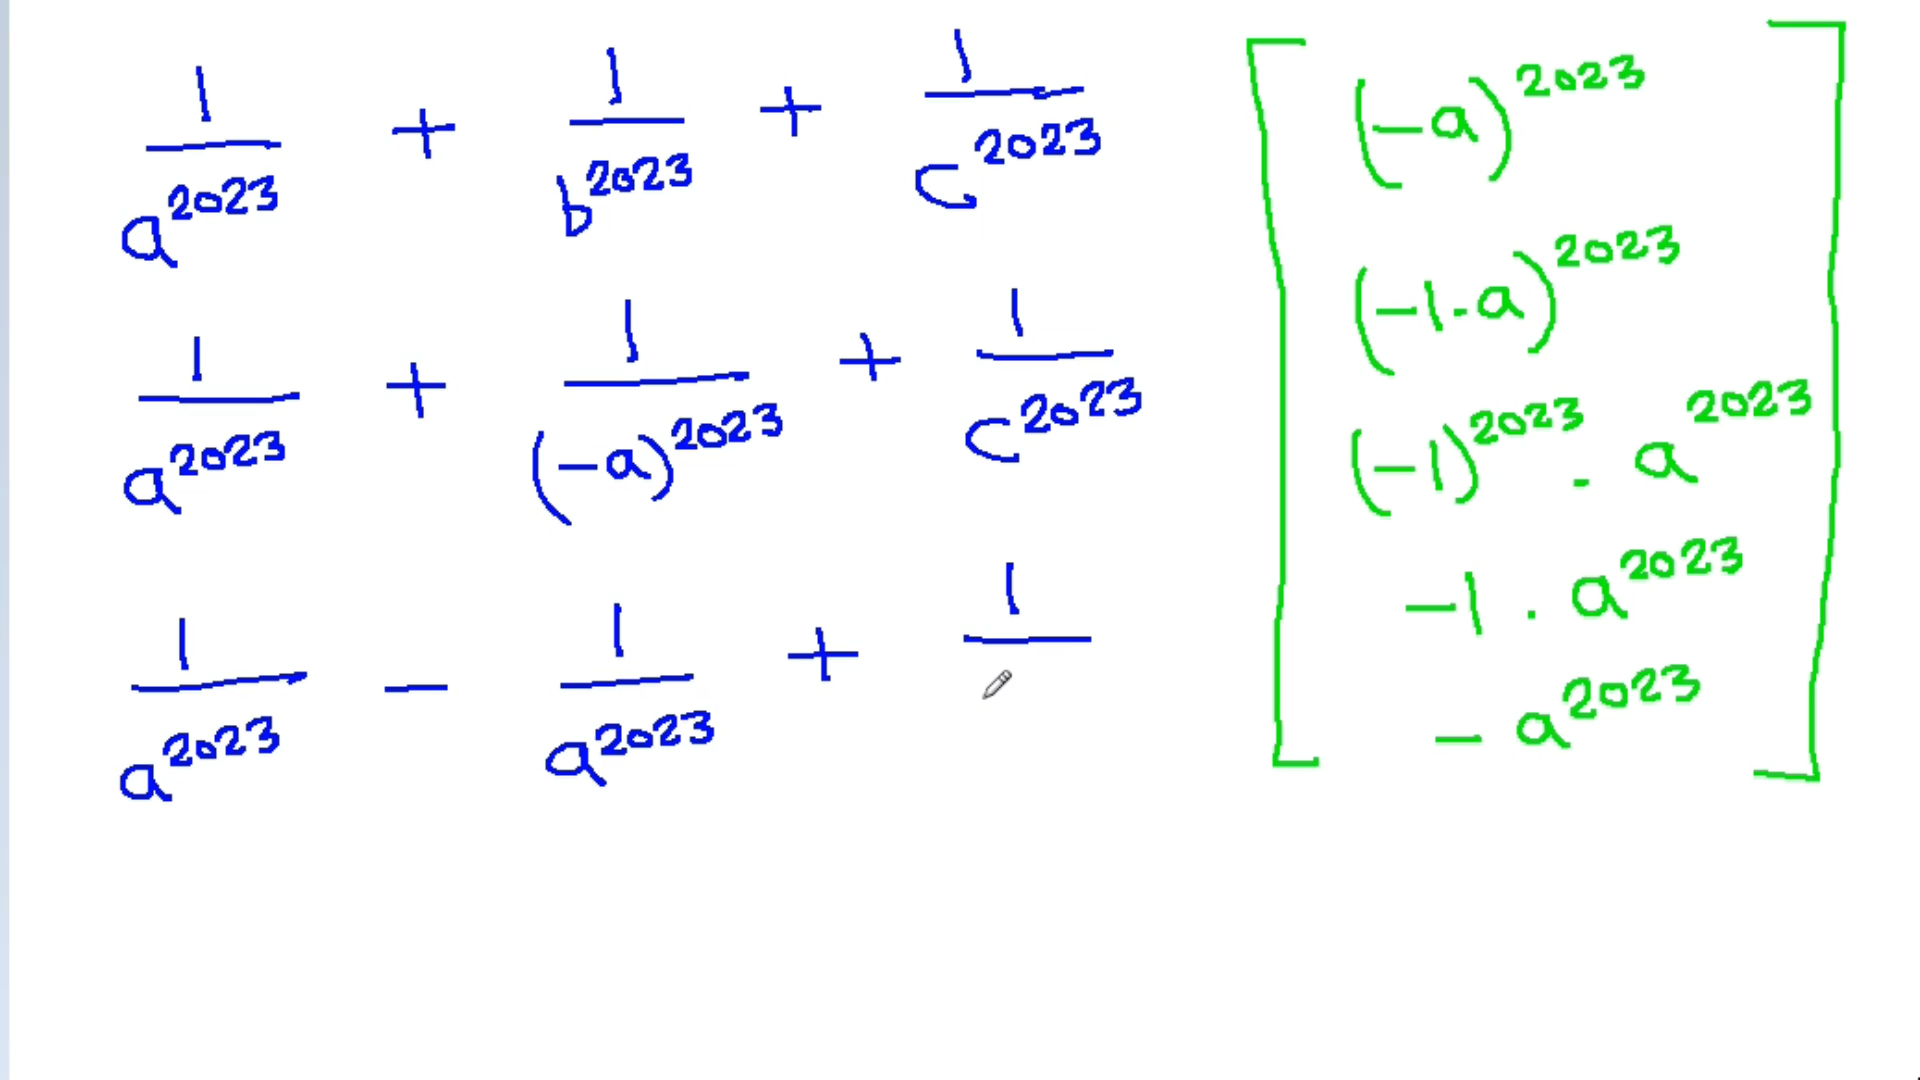 1/a^2023 + 1/b^2023 + 1/c^2023
1/a^2023 + 1/(-a)^2023 + 1/c^2023
1/a^2023 - 1/a^2023 + 1/
(-a)^2023
(-1·a)^2023
(-1)^2023 · a^2023
-1 · a^2023
- a^2023